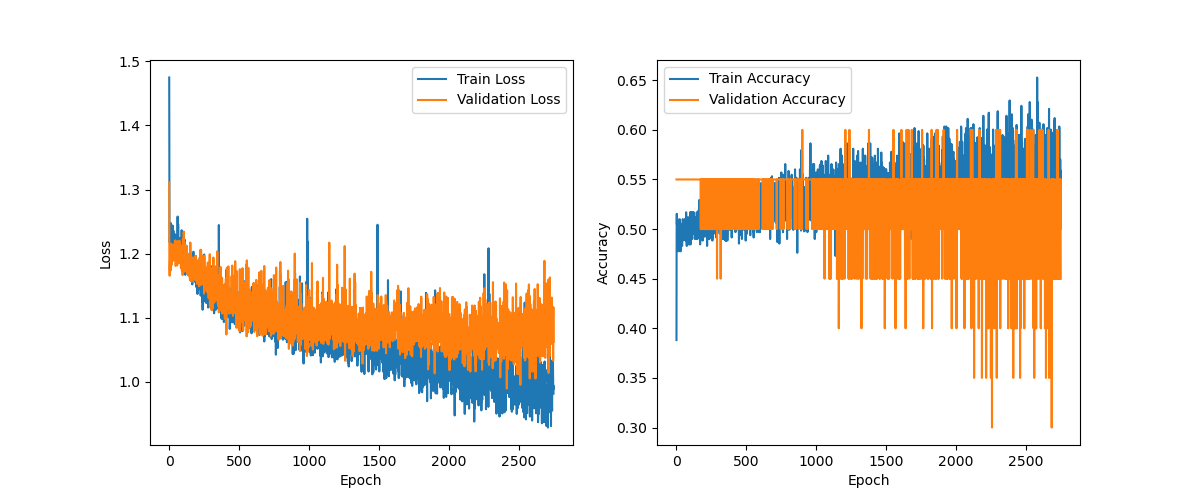 1.5
1.4
1.3
1.2
1.1
1.0
Loss
0 500 1000 1500 2000 2500
Epoch
Train Loss
Validation Loss
0.65
0.60
0.55
0.50
0.45
0.40
0.35
0.30
Accuracy
0 500 1000 1500 2000 2500
Epoch
Train Accuracy
Validation Accuracy